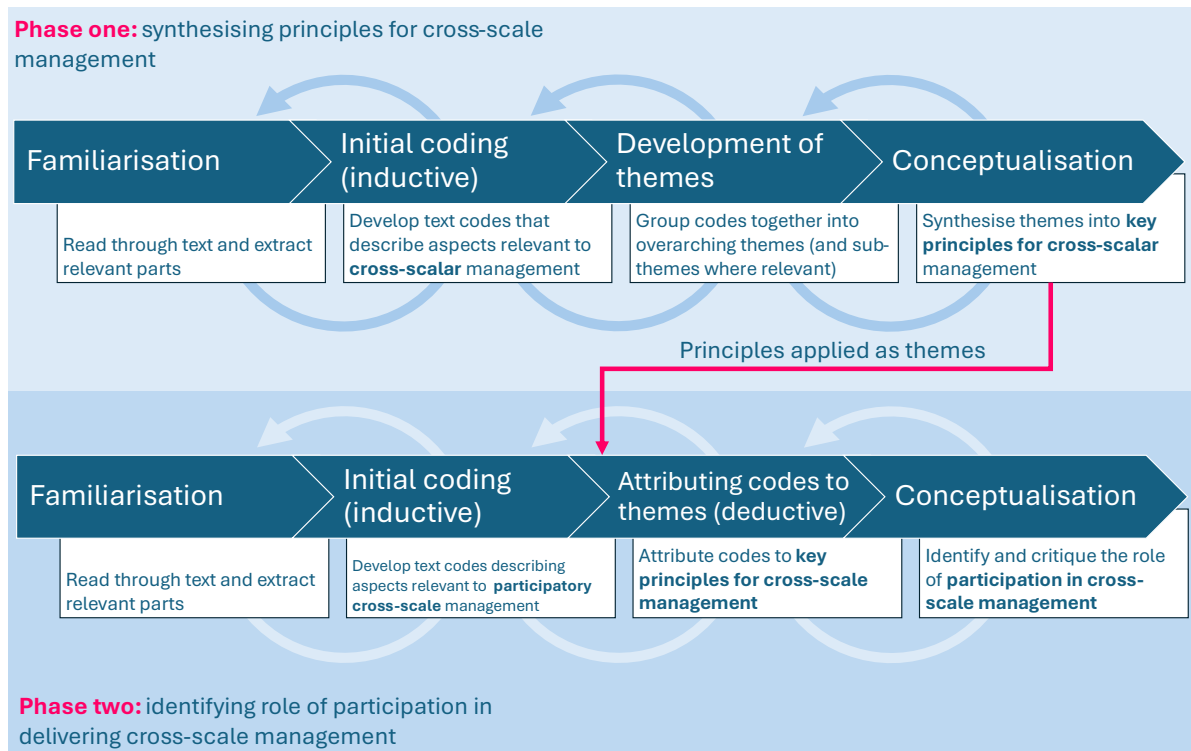 Phase one: synthesising principles for cross-scale
management
Familiarisation
Initial coding
(inductive)
Development of
themes
Conceptualisation
Read through text and extract
relevant parts
Develop text codes that
describe aspects relevant to
cross-scalar management
Group codes together into
overarching themes (and sub-
themes where relevant)
Synthesise themes into key
principles for cross-scalar
management
Principles applied as themes
Familiarisation
Initial coding
(inductive)
Attributing codes to
themes (deductive)
Conceptualisation
Read through text and extract
relevant parts
Develop text codes describing
aspects relevant to participatory
cross-scale management
Attribute codes to key
principles for cross-scale
management
Identify and critique the role
of participation in cross-
scale management
Phase two: identifying role of participation in
delivering cross-scale management